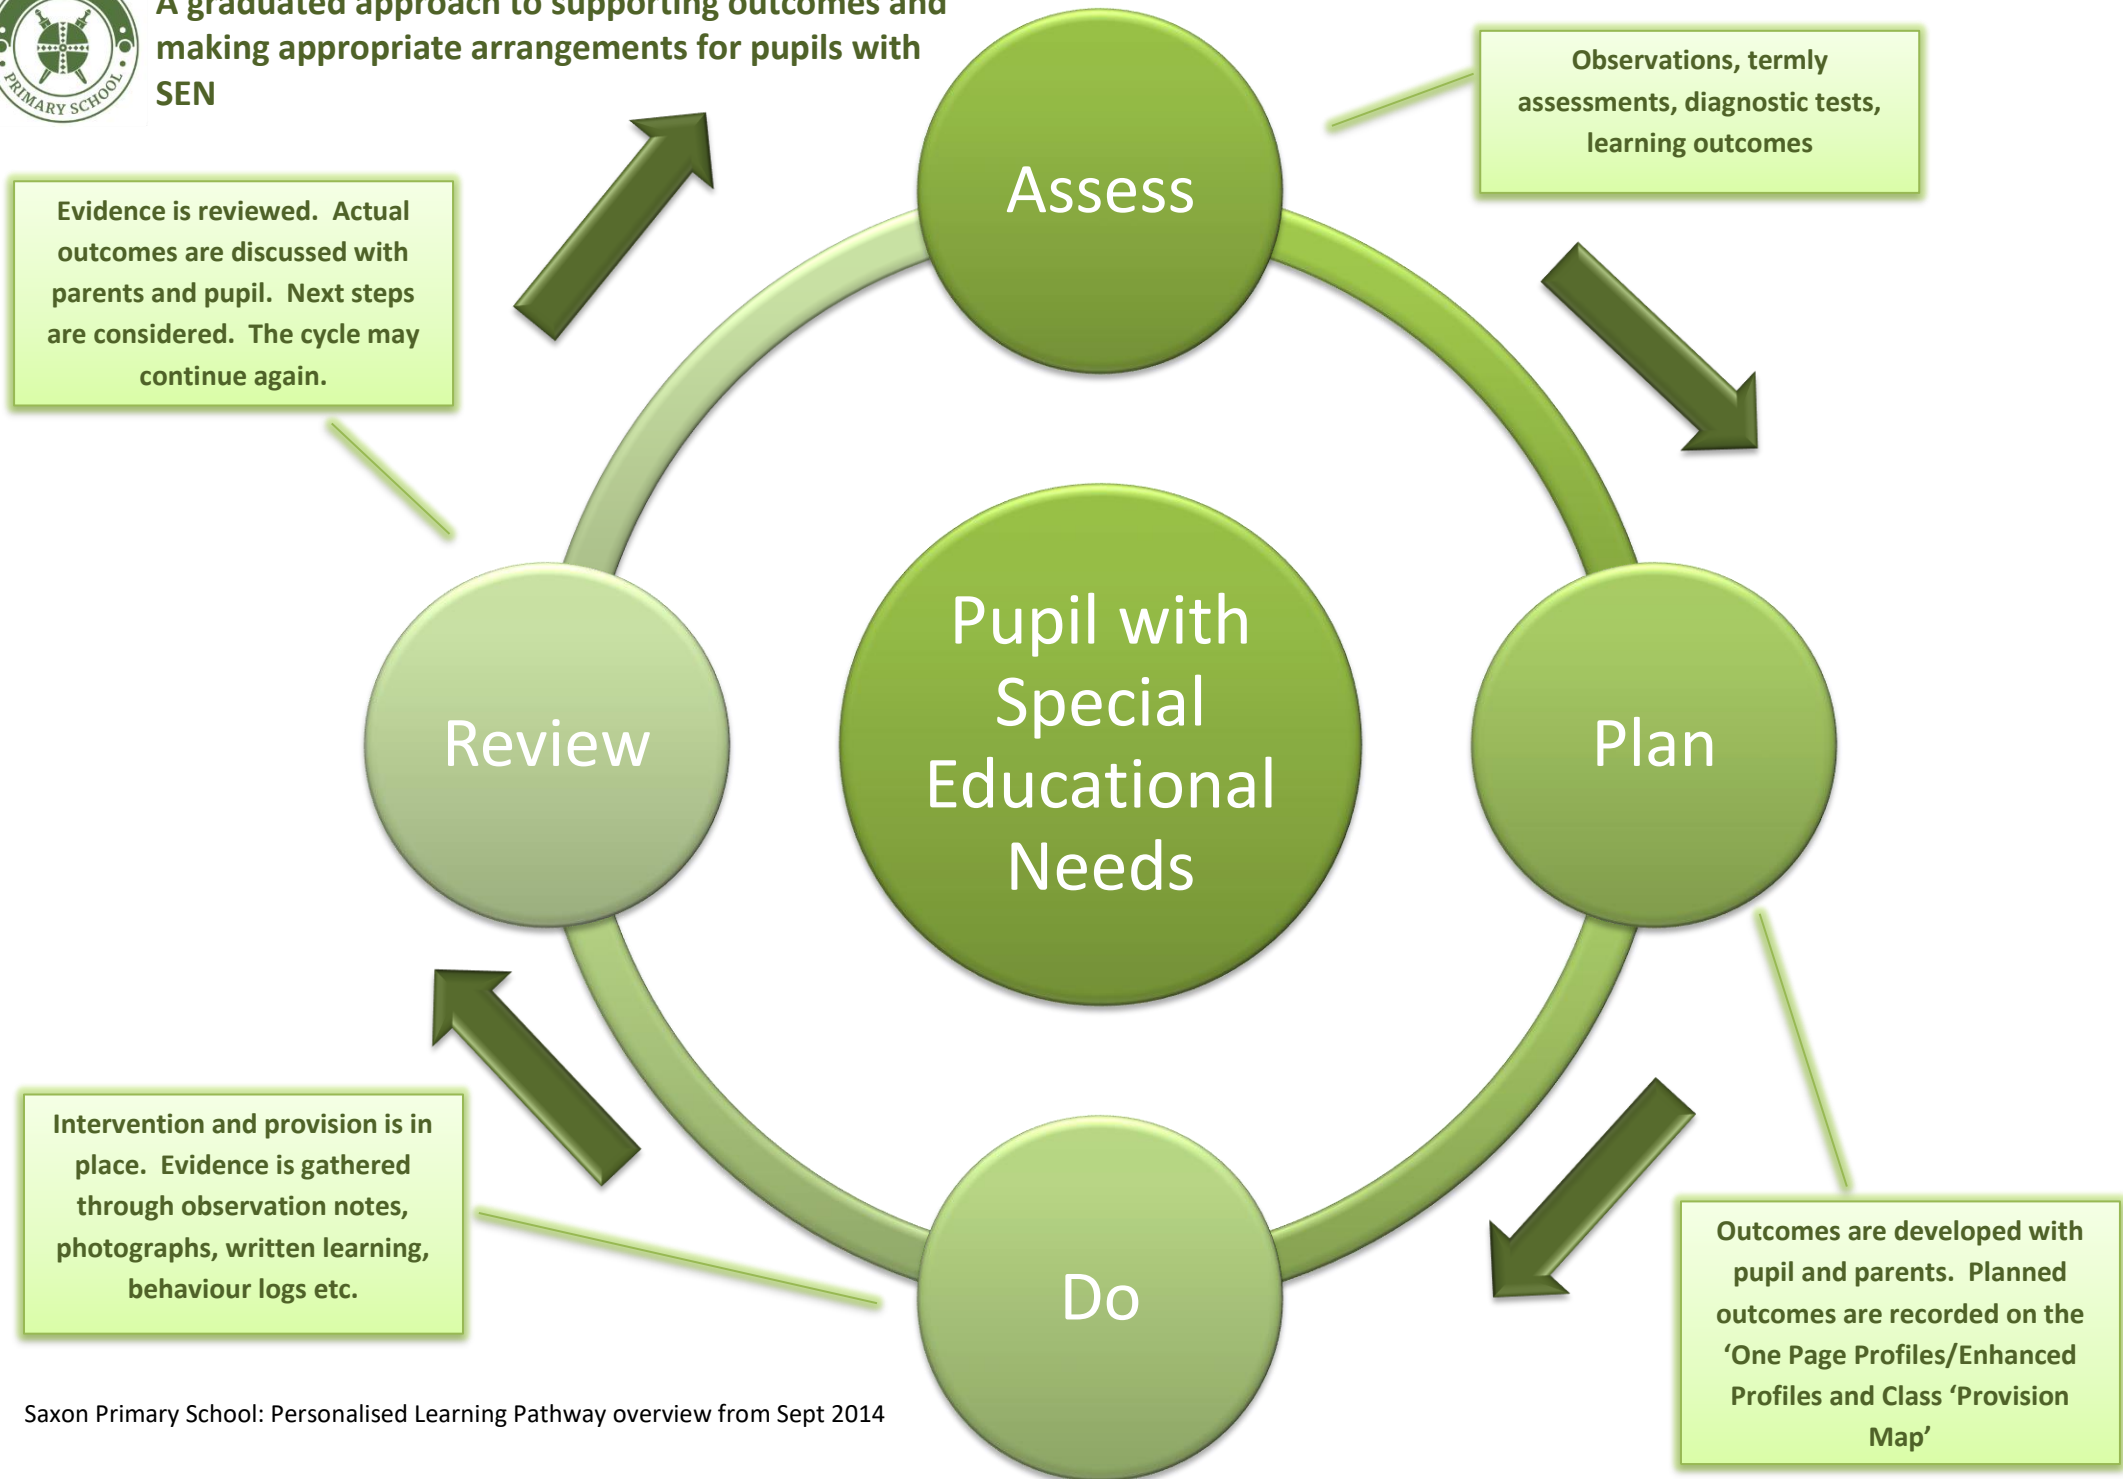 A graduated approach to supporting outcomes and
making appropriate arrangements for pupils with
SEN
PRIMARY SCHOOL
Assess
Observations, termly
assessments, diagnostic tests,
learning outcomes
Evidence is reviewed.  Actual
outcomes are discussed with
parents and pupil.  Next steps
are considered.  The cycle may
continue again.
Pupil with
Special
Educational
Needs
Review
Plan
Intervention and provision is in
place.  Evidence is gathered
through observation notes,
photographs, written learning,
behaviour logs etc.
Do
Outcomes are developed with
pupil and parents.  Planned
outcomes are recorded on the
‘One Page Profiles/Enhanced
Profiles and Class ‘Provision
Map’
Saxon Primary School: Personalised Learning Pathway overview from Sept 2014